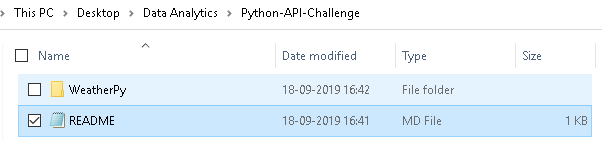 This PC > Desktop > Data Analytics > Python-API-Challenge
Name Date modified Type Size
WeatherPy 18-09-2019 16:42 File folder
README 18-09-2019 16:41 MD File 1 KB